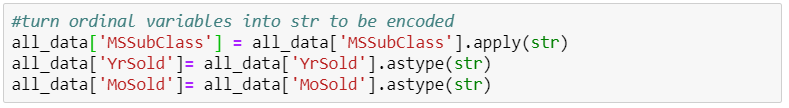 #turn ordinal variables into str to be encoded
all_data['MSSubClass'] = all_data['MSSubClass'].apply(str)
all_data['YrSold']= all_data['YrSold'].astype(str)
all_data['MoSold']= all_data['MoSold'].astype(str)